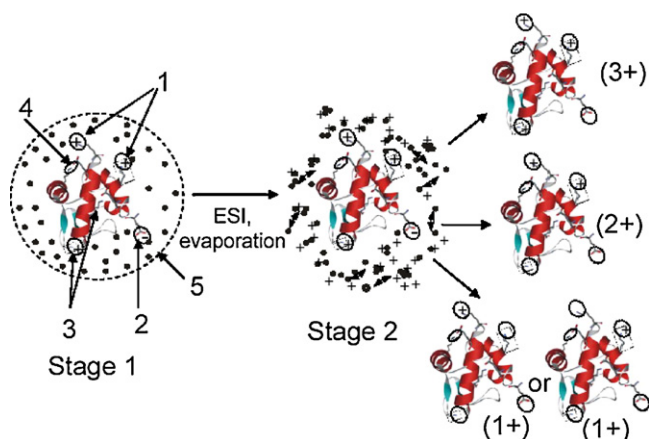 1
4
(3+)
ESI,
evaporation
(2+)
5
3
2
Stage 1
Stage 2
or
(1+)
(1+)